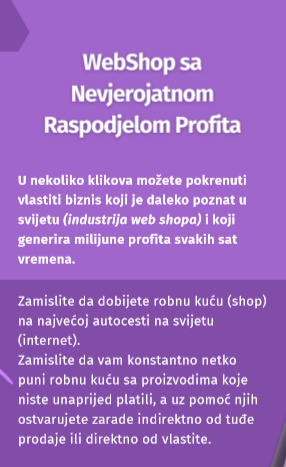 WebShop sa
Nevjerojatnom
Raspodjelom Profita
U nekoliko klikova možete pokrenuti
vlastiti biznis koji je daleko poznat u
svijetu (industrija web shopa) i koji
generira milijune profita svakih sat
vremena.
Zamislite da dobijete robnu kuću (shop)
na najvećoj autocesti na svijetu
(internet).
Zamislite da vam konstantno netko
puni robnu kuću sa proizvodima koje
niste unaprijed platili, a uz pomoć njih
ostvarujete zarade indirektno od tuđe
prodaje ili direktno od vlastite.